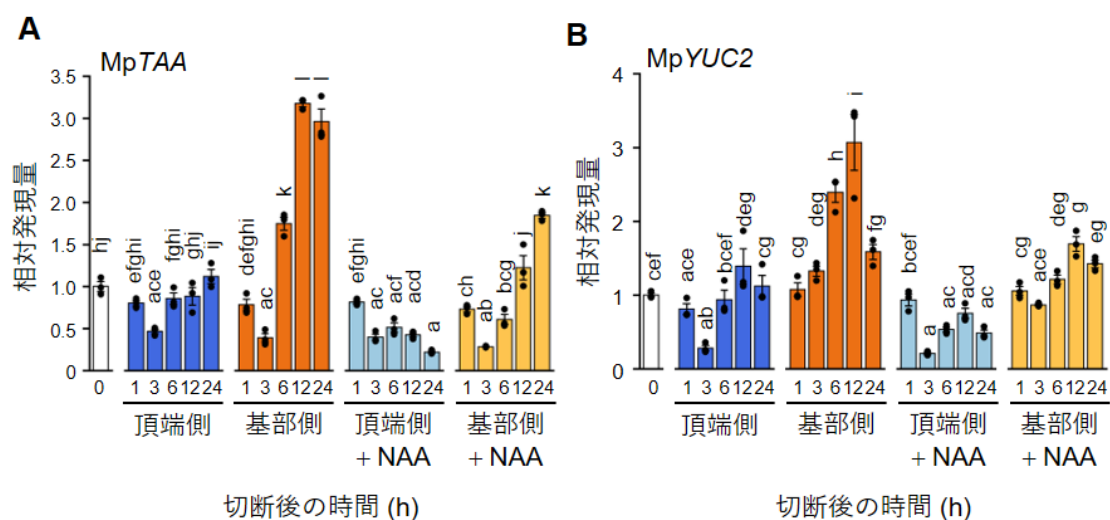 A
MpTAA
相対発現量
3.5
3.0
2.5
2.0
1.5
1.0
0.5
0
hj
efghi
ace
fghi
ghj
ij
defghi
ac
k
l
l
efghi
ac
acf
acd
a
ch
ab
bcg
j
k
0
1 3 6 12 24
1 3 6 12 24
1 3 6 12 24
1 3 6 12 24
頂端側
基部側
頂端側
+ NAA
基部側
+ NAA
切断後の時間 (h)
B
MpYUC2
相対発現量
4
3
2
1
0
cef
ace
ab
bcef
deg
cg
cg
deg
h
i
fg
bcef
a
ac
acd
ac
cg
ace
deg
g
eg
0
1 3 6 12 24
1 3 6 12 24
1 3 6 12 24
1 3 6 12 24
頂端側
基部側
頂端側
+ NAA
基部側
+ NAA
切断後の時間 (h)